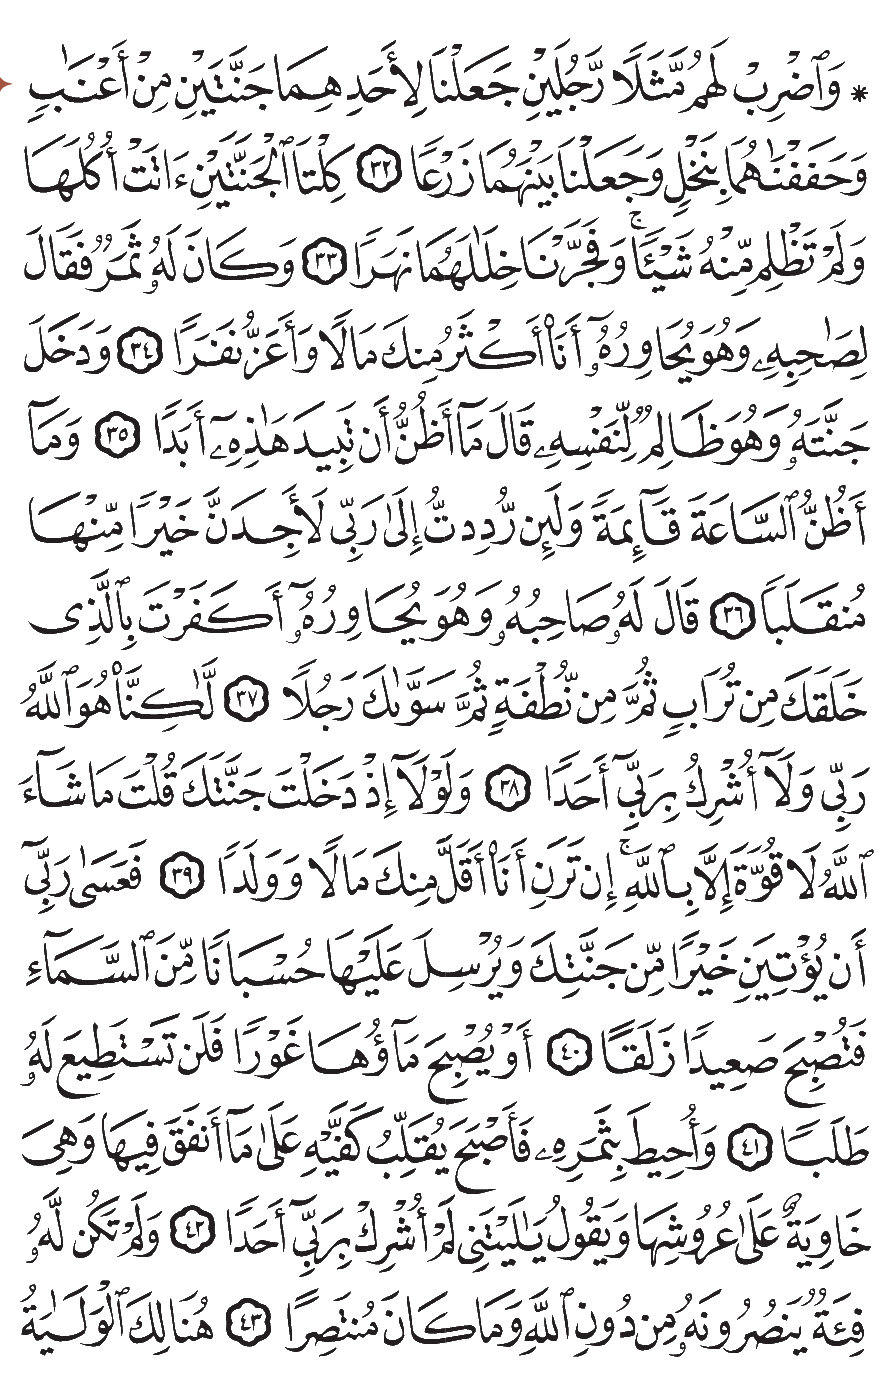 * وَٱضْرِبْ لَهُم مَّثَلًا رَّجُلَيْنِ جَعَلْنَا لِأَحَدِهِمَا جَنَّتَيْنِ مِنْ أَعْنَٰبٍ
وَحَفَفْنَٰهُمَا بِنَخْلٍ وَجَعَلْنَا بَيْنَهُمَا زَرْعًا ٣٢ كِلْتَا ٱلْجَنَّتَيْنِ ءَاتَتْ أُكُلَهَا
وَلَمْ تَظْلِم مِّنْهُ شَيْـًٔا ۚ وَفَجَّرْنَا خِلَٰلَهُمَا نَهَرًا ٣٣ وَكَانَ لَهُۥ ثَمَرٌ فَقَالَ
لِصَٰحِبِهِۦ وَهُوَ يُحَاوِرُهُۥٓ أَنَا۠ أَكْثَرُ مِنكَ مَالًا وَأَعَزُّ نَفَرًا ٣٤ وَدَخَلَ
جَنَّتَهُۥ وَهُوَ ظَالِمٌ لِّنَفْسِهِۦ قَالَ مَآ أَظُنُّ أَن تَبِيدَ هَٰذِهِۦٓ أَبَدًا ٣٥ وَمَآ
أَظُنُّ ٱلسَّاعَةَ قَآئِمَةً وَلَئِن رُّدِدتُّ إِلَىٰ رَبِّى لَأَجِدَنَّ خَيْرًا مِّنْهَا
مُنقَلَبًا ٣٦ قَالَ لَهُۥ صَاحِبُهُۥ وَهُوَ يُحَاوِرُهُۥٓ أَكَفَرْتَ بِٱلَّذِى
خَلَقَكَ مِن تُرَابٍ ثُمَّ مِن نُّطْفَةٍ ثُمَّ سَوَّىٰكَ رَجُلًا ٣٧ لَّٰكِنَّا۠ هُوَ ٱللَّهُ
رَبِّى وَلَآ أُشْرِكُ بِرَبِّىٓ أَحَدًا ٣٨ وَلَوْلَآ إِذْ دَخَلْتَ جَنَّتَكَ قُلْتَ مَا شَآءَ
ٱللَّهُ لَا قُوَّةَ إِلَّا بِٱللَّهِ ۚ إِن تَرَنِ أَنَا۠ أَقَلَّ مِنكَ مَالًا وَوَلَدًا ٣٩ فَعَسَىٰ رَبِّىٓ
أَن يُؤْتِيَنِ خَيْرًا مِّن جَنَّتِكَ وَيُرْسِلَ عَلَيْهَا حُسْبَانًا مِّنَ ٱلسَّمَآءِ
فَتُصْبِحَ صَعِيدًا زَلَقًا ٤٠ أَوْ يُصْبِحَ مَآؤُهَا غَوْرًا فَلَن تَسْتَطِيعَ لَهُۥ
طَلَبًا ٤١ وَأُحِيطَ بِثَمَرِهِۦ فَأَصْبَحَ يُقَلِّبُ كَفَّيْهِ عَلَىٰ مَآ أَنفَقَ فِيهَا وَهِىَ
خَاوِيَةٌ عَلَىٰ عُرُوشِهَا وَيَقُولُ يَٰلَيْتَنِى لَمْ أُشْرِكْ بِرَبِّىٓ أَحَدًا ٤٢ وَلَمْ تَكُن لَّهُۥ
فِئَةٌ يَنصُرُونَهُۥ مِن دُونِ ٱللَّهِ وَمَا كَانَ مُنتَصِرًا ٤٣ هُنَالِكَ ٱلْوَلَٰيَةُ